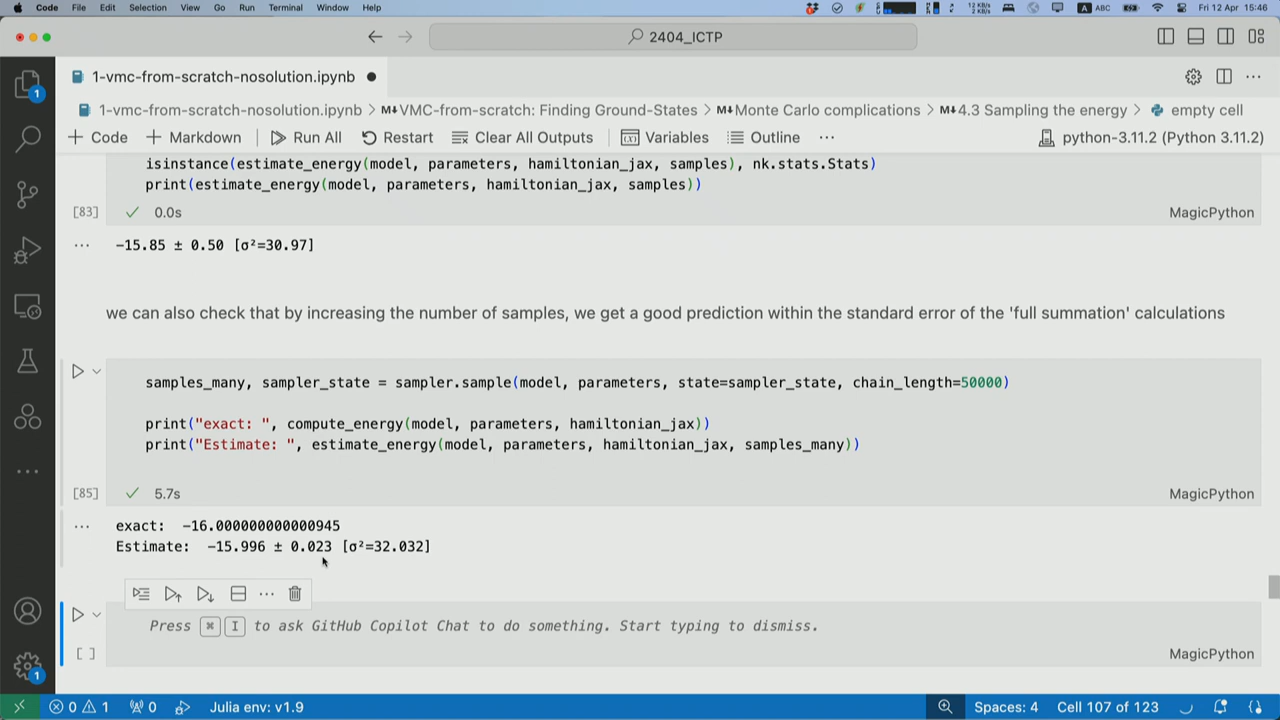 Code File Edit Selection View Go Run Terminal Window Help ABC Fri 12 Apr 15:46
2404_ICTP
1-vmc-from-scratch-nosolution.ipynb
1-vmc-from-scratch-nosolution.ipynb > VMC-from-scratch: Finding Ground-States > Monte Carlo complications > 4.3 Sampling the energy > empty cell
+ Code + Markdown Run All Restart Clear All Outputs Variables Outline ... python-3.11.2 (Python 3.11.2)
isinstance(estimate_energy(model, parameters, hamiltonian_jax, samples), nk.stats.Stats)
print(estimate_energy(model, parameters, hamiltonian_jax, samples))
[83] ✓ 0.0s MagicPython
... -15.85 ± 0.50 [σ²=30.97]
we can also check that by increasing the number of samples, we get a good prediction within the standard error of the 'full summation' calculations
samples_many, sampler_state = sampler.sample(model, parameters, state=sampler_state, chain_length=50000)
print("exact: ", compute_energy(model, parameters, hamiltonian_jax))
print("Estimate: ", estimate_energy(model, parameters, hamiltonian_jax, samples_many))
[85] ✓ 5.7s MagicPython
... exact: -16.000000000000945
Estimate: -15.996 ± 0.023 [σ²=32.032]
Press ⌘ I to ask GitHub Copilot Chat to do something. Start typing to dismiss.
[ ] MagicPython
0 1 0 Julia env: v1.9 Spaces: 4 Cell 107 of 123